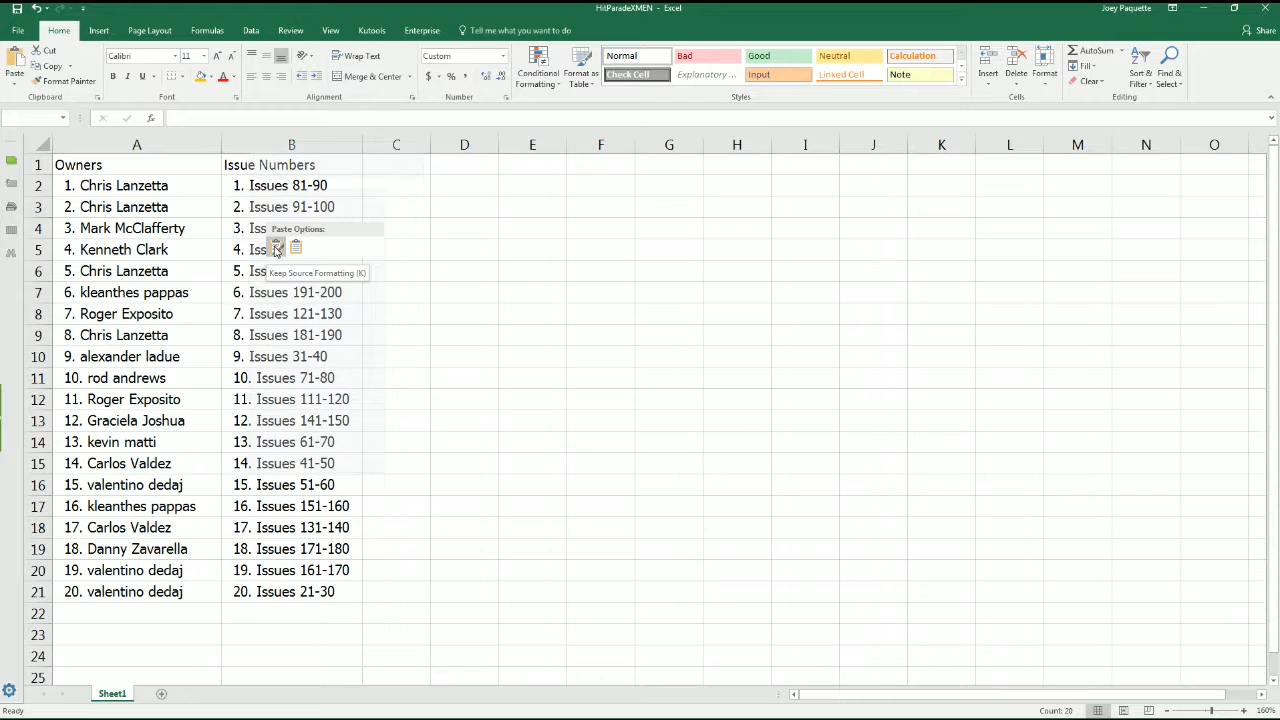 HitParadeXMEN - Excel
Joey Paquette
File Home Insert Page Layout Formulas Data Review View Kutools Enterprise Tell me what you want to do Share
Paste
Cut
Copy
Format Painter
Clipboard
Calibri 11
B I U
Font
Wrap Text
Merge & Center
Alignment
Custom
$ % ,
Number
Conditional Formatting
Format as Table
Normal Bad Good Neutral Calculation
Check Cell Explanatory ... Input Linked Cell Note
Styles
Insert Delete Format
Cells
AutoSum
Fill
Clear
Sort & Filter
Find & Select
Editing
fx
A B C D E F G H I J K L M N O
1 Owners Issue Numbers
2 1. Chris Lanzetta 1. Issues 81-90
3 2. Chris Lanzetta 2. Issues 91-100
4 3. Mark McClafferty 3. Iss
Paste Options:
5 4. Kenneth Clark 4. Iss
6 5. Chris Lanzetta 5. Iss
Keep Source Formatting (K)
7 6. kleanthes pappas 6. Issues 191-200
8 7. Roger Exposito 7. Issues 121-130
9 8. Chris Lanzetta 8. Issues 181-190
10 9. alexander ladue 9. Issues 31-40
11 10. rod andrews 10. Issues 71-80
12 11. Roger Exposito 11. Issues 111-120
13 12. Graciela Joshua 12. Issues 141-150
14 13. kevin matti 13. Issues 61-70
15 14. Carlos Valdez 14. Issues 41-50
16 15. valentino dedaj 15. Issues 51-60
17 16. kleanthes pappas 16. Issues 151-160
18 17. Carlos Valdez 17. Issues 131-140
19 18. Danny Zavarella 18. Issues 171-180
20 19. valentino dedaj 19. Issues 161-170
21 20. valentino dedaj 20. Issues 21-30
22
23
24
25
Sheet1
Ready
Count: 20
160%